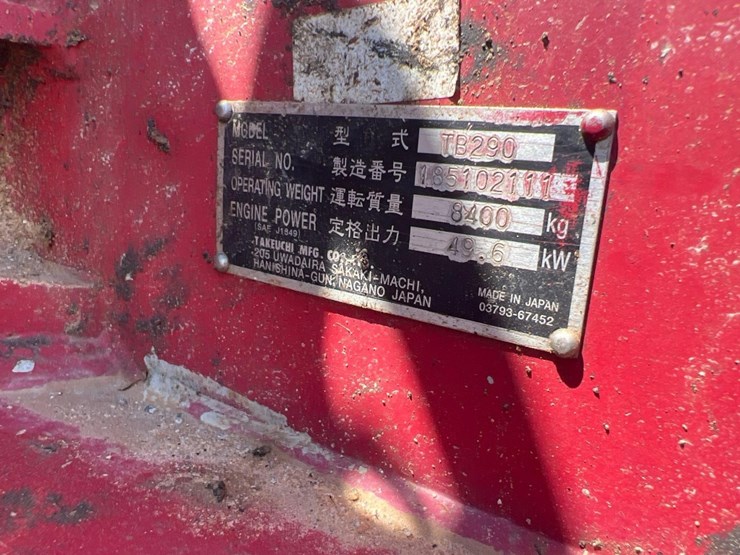 MODEL 型式 TB290
SERIAL NO. 製造番号 185102111
OPERATING WEIGHT 運転質量 8400 kg
ENGINE POWER 定格出力 49.6 kW
(SAE J1349)
TAKEUCHI MFG. CO., LTD.
205 UWADAIRA SAKAKI-MACHI,
HANISHINA-GUN, NAGANO JAPAN
MADE IN JAPAN
03793-67452